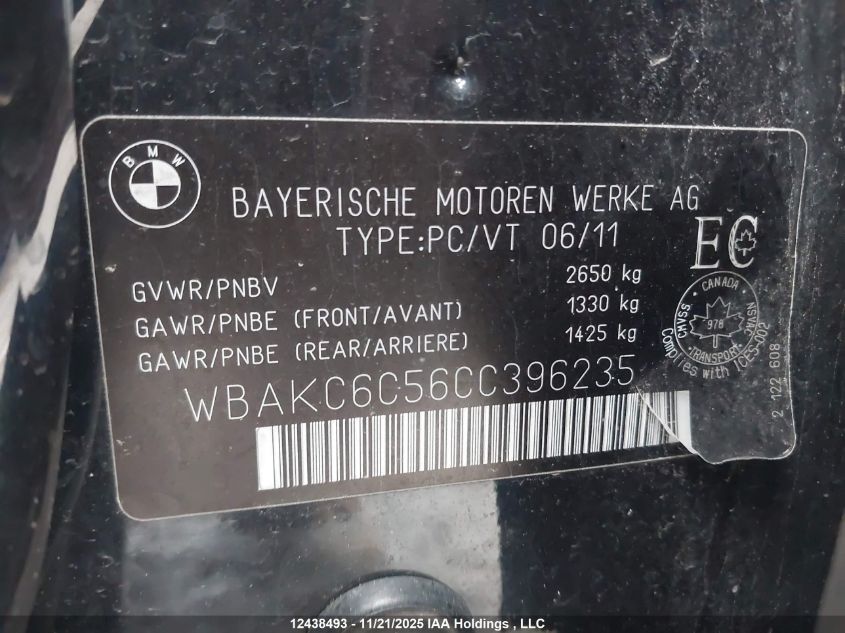 BMW
BAYERISCHE MOTOREN WERKE AG
TYPE:PC/VT 06/11
EC
GVWR/PNBV 2650 kg
GAWR/PNBE (FRONT/AVANT) 1330 kg
GAWR/PNBE (REAR/ARRIERE) 1425 kg
WBAKC6C56CC396235
CANADA
CMVSS
NSVAC
978
TRANSPORT
Complies with ICES-002
2 122 608
12438493 - 11/21/2025 IAA Holdings , LLC